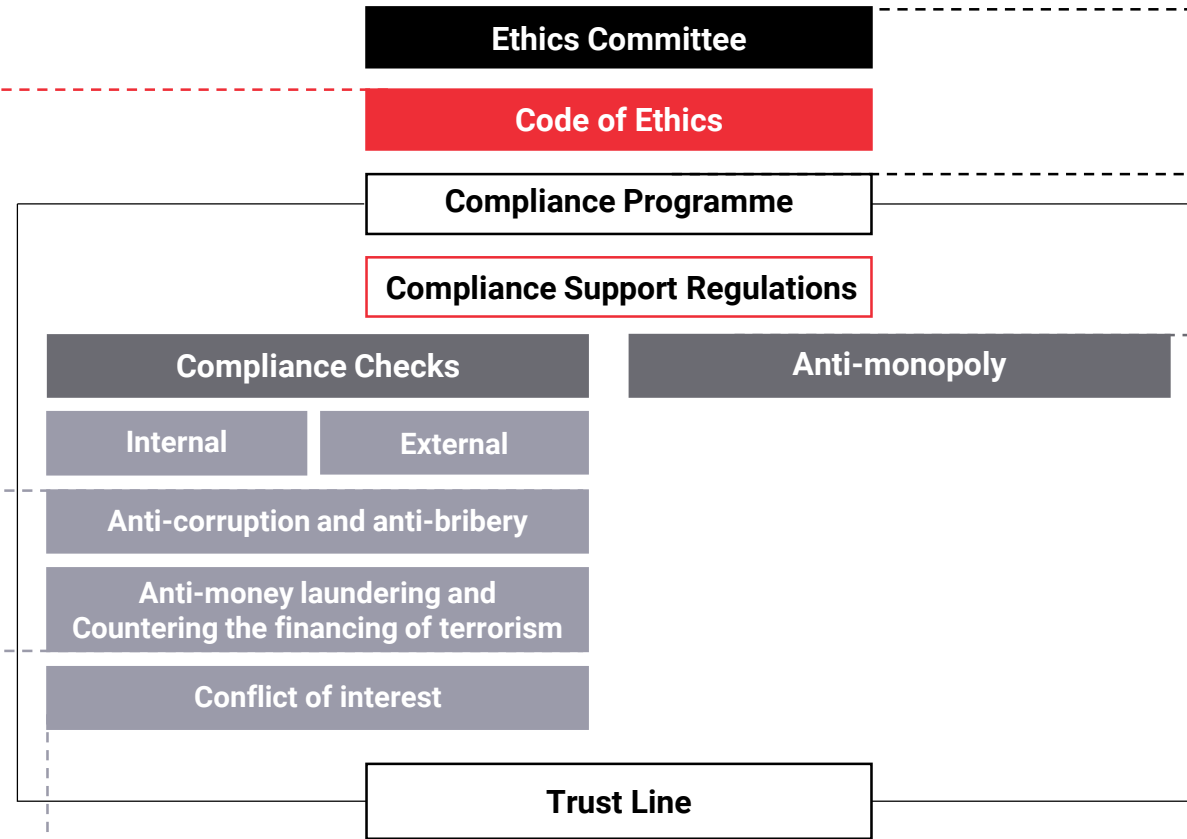 Ethics Committee
Code of Ethics
Compliance Programme
Compliance Support Regulations
Compliance Checks
Anti-monopoly
Internal
External
Anti-corruption and anti-bribery
Anti-money laundering and
Countering the financing of terrorism
Conflict of interest
Trust Line